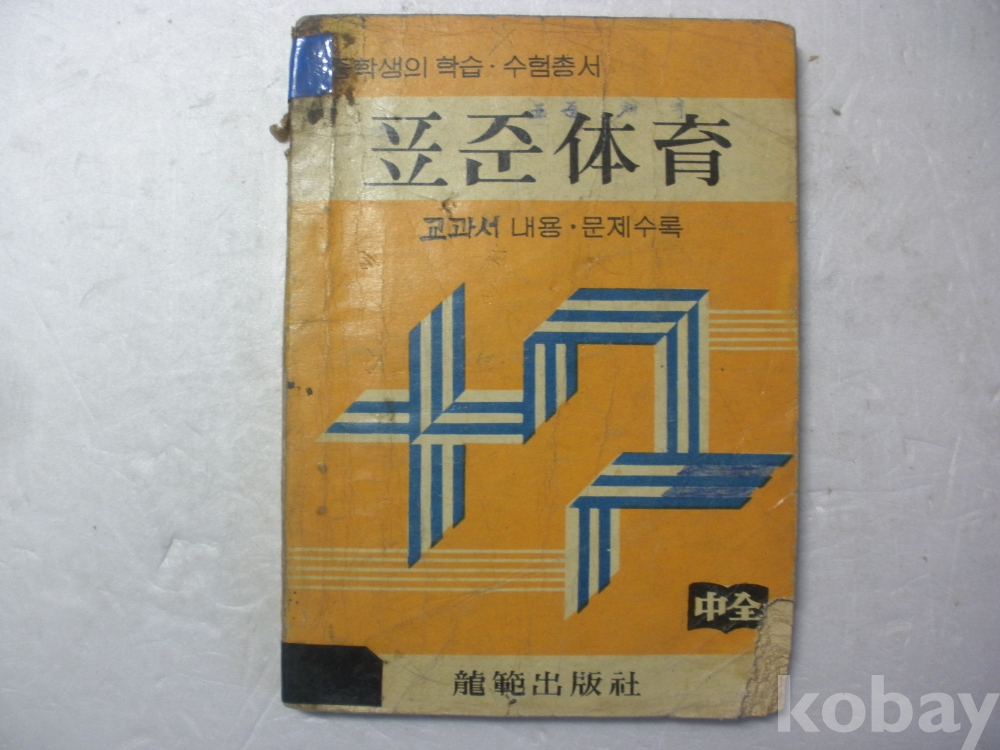 학생의 학습·수험총서
표준体育
교과서 내용·문제수록
中全
龍範出版社
kobay